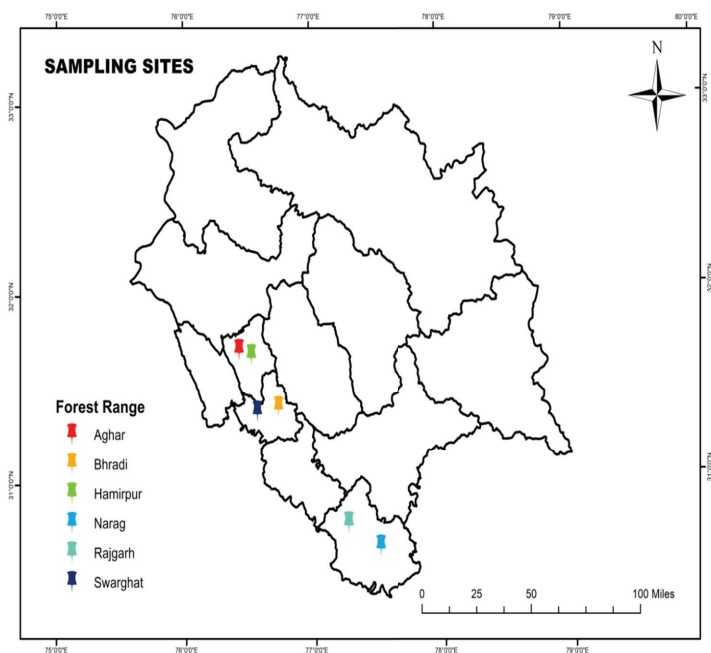 75°0'0"E 76°0'0"E 77°0'0"E 78°0'0"E 79°0'0"E 80°0'0"E
SAMPLING SITES
N
33°0'0"N 33°0'0"N
32°0'0"N 32°0'0"N
Forest Range
Aghar
Bhradi
Hamirpur
Narag
Rajgarh
Swarghat
31°0'0"N 31°0'0"N
0 25 50 100 Miles
75°0'0"E 76°0'0"E 77°0'0"E 78°0'0"E 79°0'0"E